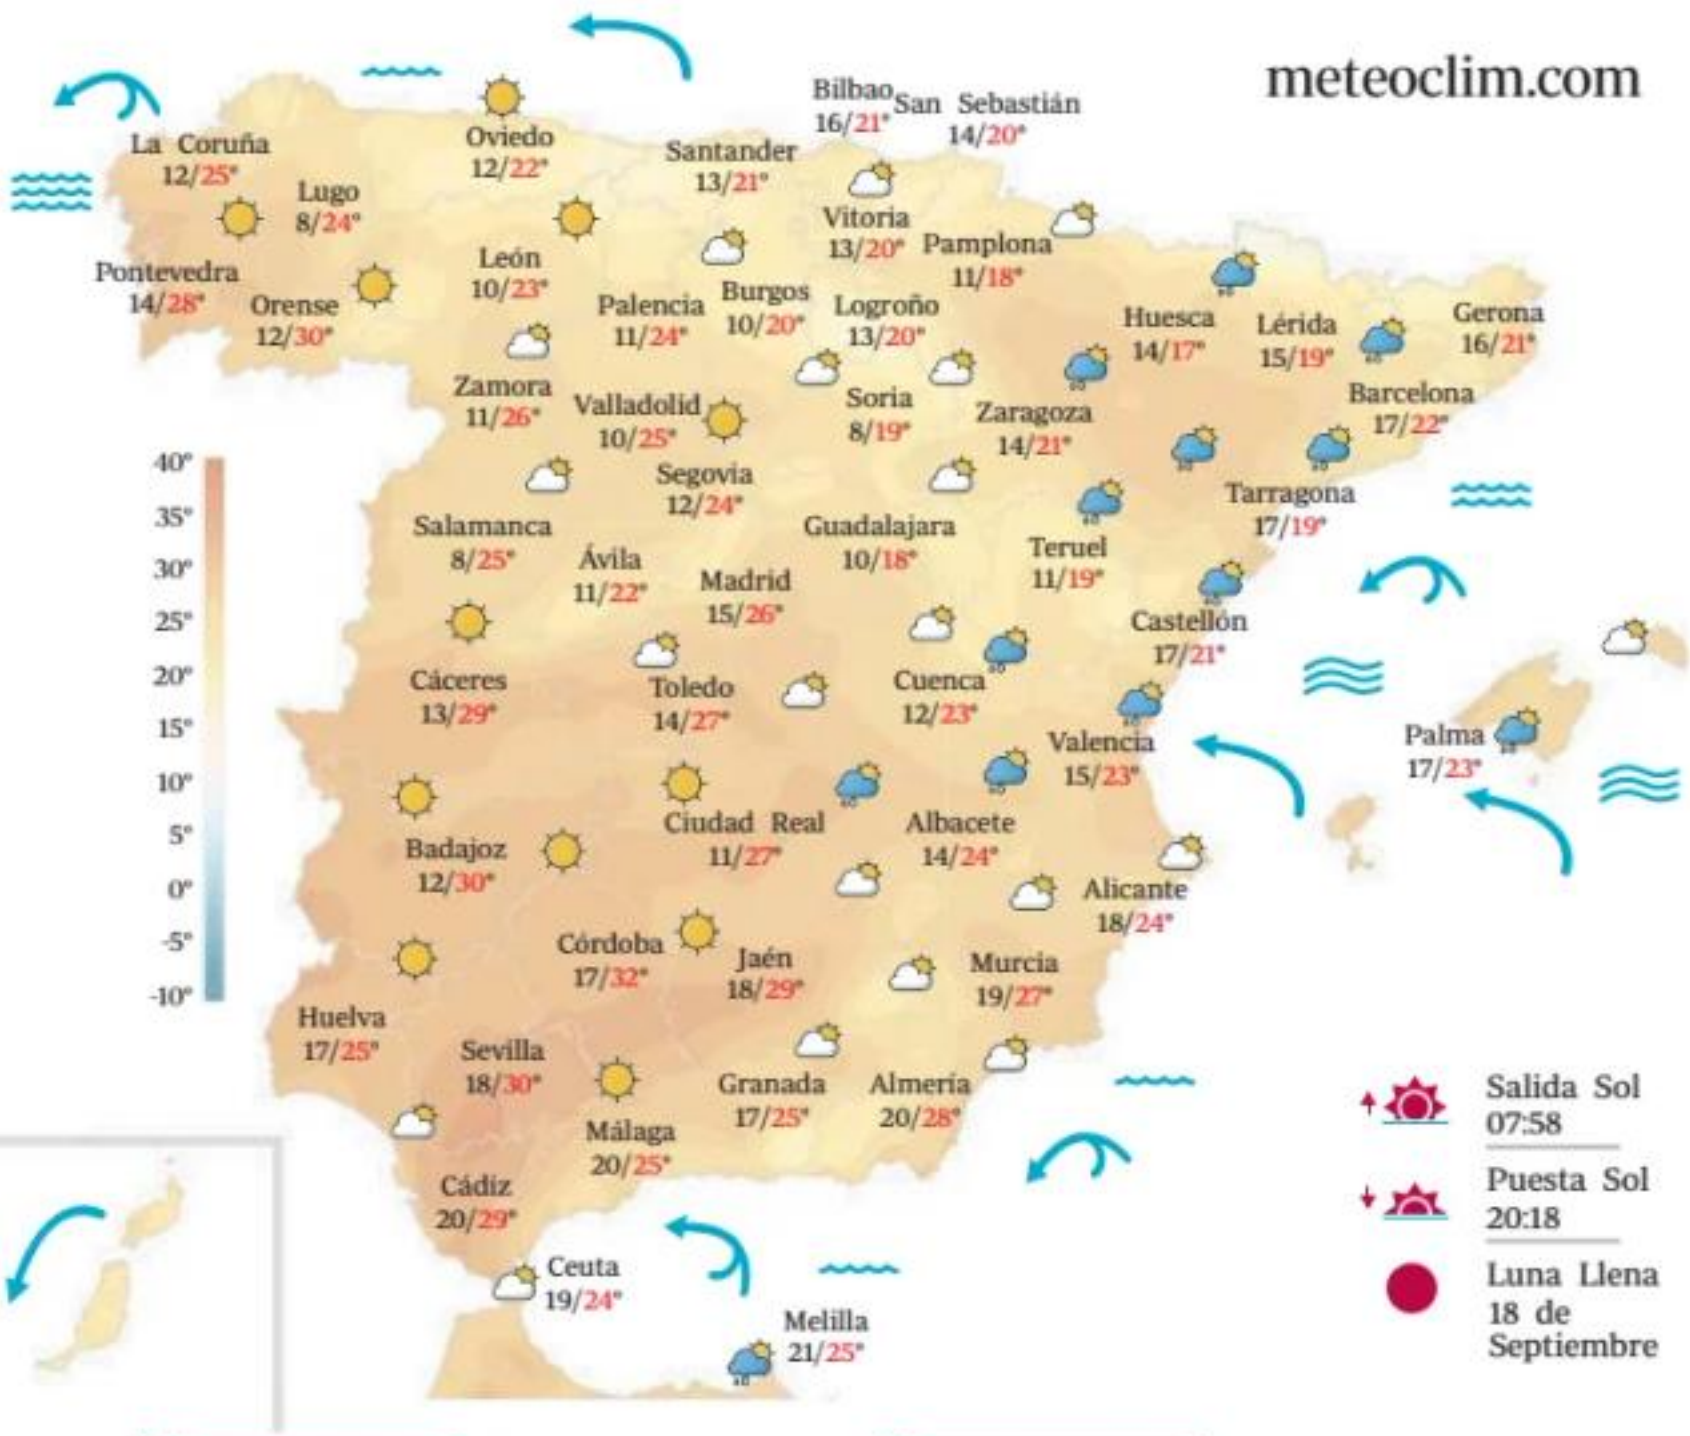 meteoclim.com
La Coruña
12/25°
Lugo
8/24°
Oviedo
12/22°
Santander
13/21°
Bilbao
16/21°
San Sebastián
14/20°
Vitoria
13/20°
Pamplona
11/18°
Pontevedra
14/28°
Orense
12/30°
León
10/23°
Palencia
11/24°
Burgos
10/20°
Logroño
13/20°
Huesca
14/17°
Lérida
15/19°
Gerona
16/21°
Zamora
11/26°
Valladolid
10/25°
Soria
8/19°
Zaragoza
14/21°
Barcelona
17/22°
Segovia
12/24°
Tarragona
17/19°
Salamanca
8/25°
Ávila
11/22°
Madrid
15/26°
Guadalajara
10/18°
Teruel
11/19°
Castellón
17/21°
Cáceres
13/29°
Toledo
14/27°
Cuenca
12/23°
Valencia
15/23°
Palma
17/23°
Badajoz
12/30°
Ciudad Real
11/27°
Albacete
14/24°
Alicante
18/24°
Córdoba
17/32°
Jaén
18/29°
Murcia
19/27°
Huelva
17/25°
Sevilla
18/30°
Granada
17/25°
Almería
20/28°
Málaga
20/25°
Cádiz
20/29°
Ceuta
19/24°
Melilla
21/25°
40°
35°
30°
25°
20°
15°
10°
5°
0°
-5°
-10°
Salida Sol
07:58
Puesta Sol
20:18
Luna Llena
18 de
Septiembre